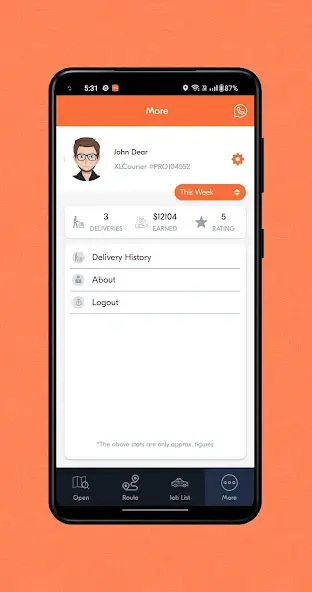 5:31
87%
More
John Dear
XLCourier #PRO104552
This Week
3
DELIVERIES
$12104
EARNED
5
RATING
Delivery History
About
Logout
*The above stats are only approx. figures
Open
Route
Job List
More